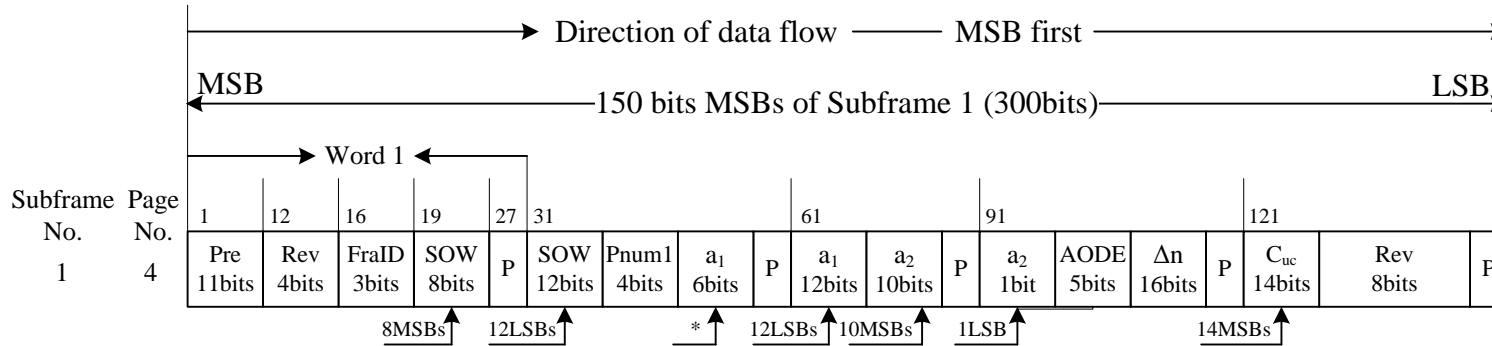 Direction of data flow MSB first
MSB LSB
150 bits MSBs of Subframe 1 (300bits)
Word 1
Subframe Page
No. No.
1 4
1 12 16 19 27 31 61 91 121
Pre Rev FraID SOW P SOW Pnum1 a₁ P a₁ a₂ P a₂ AODE Δn P Cuc Rev P
11bits 4bits 3bits 8bits 12bits 4bits 6bits 12bits 10bits 1bit 5bits 16bits 14bits 8bits
8MSBs 12LSBs * 12LSBs 10MSBs 1LSB 14MSBs